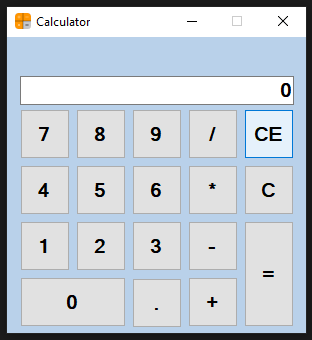 Calculator
0
7 8 9 / CE
4 5 6 * C
1 2 3 - =
0 . +